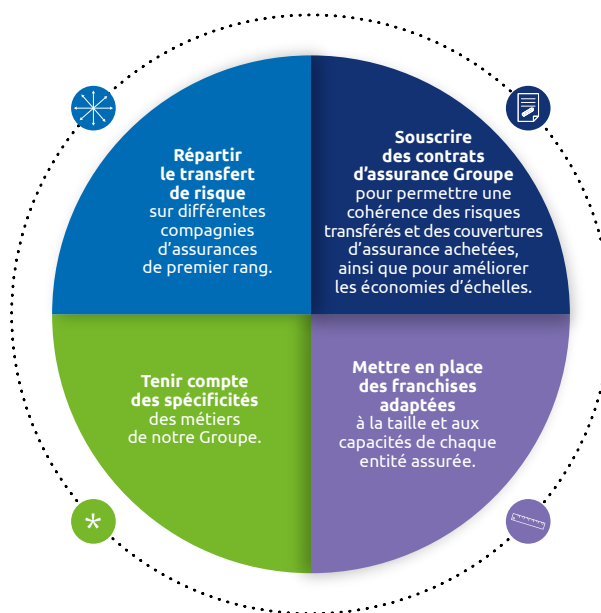 Répartir
le transfert
de risque
sur différentes
compagnies
d'assurances
de premier rang.
Souscrire
des contrats
d'assurance Groupe
pour permettre une
cohérence des risques
transférés et des couvertures
d'assurance achetées,
ainsi que pour améliorer
les économies d'échelles.
Tenir compte
des spécificités
des métiers
de notre Groupe.
Mettre en place
des franchises
adaptées
à la taille et aux
capacités de chaque
entité assurée.